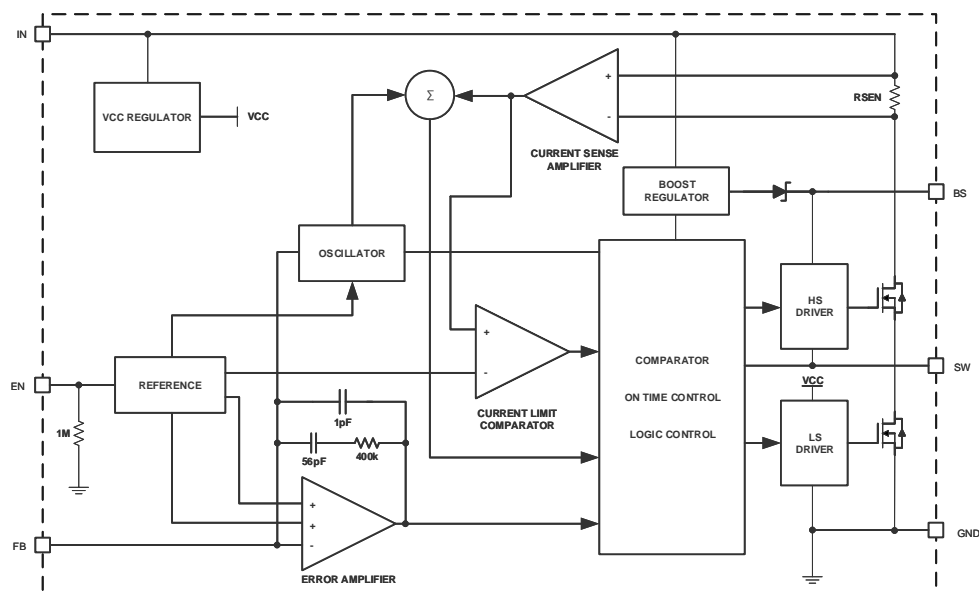 IN
VCC REGULATOR
VCC
Σ
+
-
RSEN
CURRENT SENSE
AMPLIFIER
BOOST
REGULATOR
BS
OSCILLATOR
HS
DRIVER
+
-
CURRENT LIMIT
COMPARATOR
COMPARATOR
ON TIME CONTROL
LOGIC CONTROL
SW
VCC
LS
DRIVER
EN
REFERENCE
1M
1pF
56pF
400k
+
+
-
ERROR AMPLIFIER
FB
GND